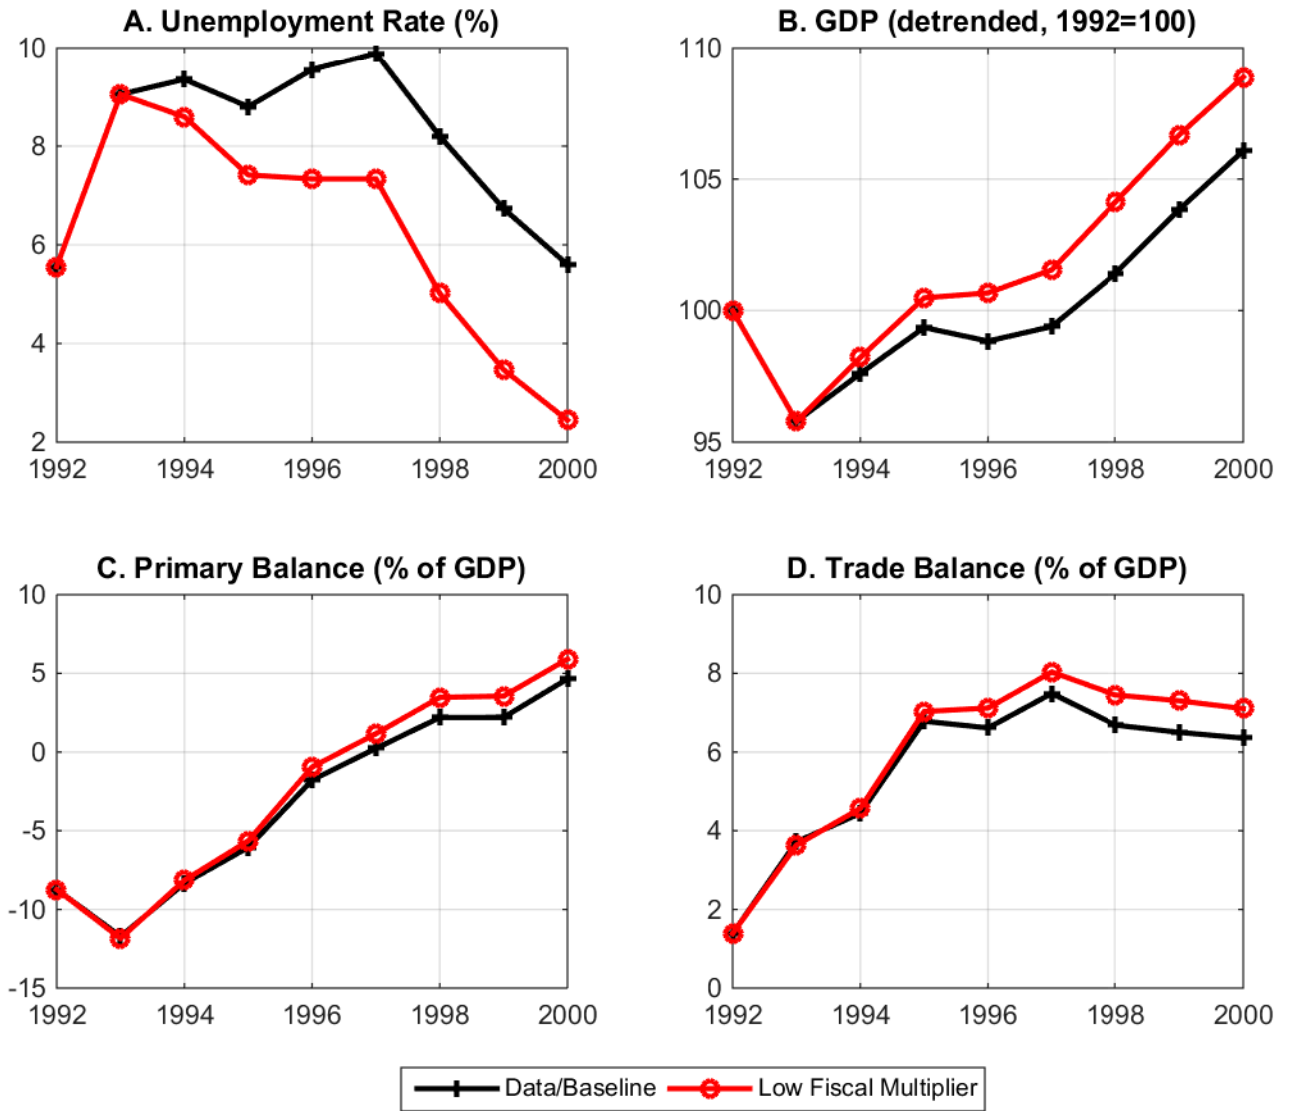 A. Unemployment Rate (%)
10
8
6
4
2
1992 1994 1996 1998 2000
B. GDP (detrended, 1992=100)
110
105
100
95
1992 1994 1996 1998 2000
C. Primary Balance (% of GDP)
10
5
0
-5
-10
-15
1992 1994 1996 1998 2000
D. Trade Balance (% of GDP)
10
8
6
4
2
0
1992 1994 1996 1998 2000
Data/Baseline Low Fiscal Multiplier